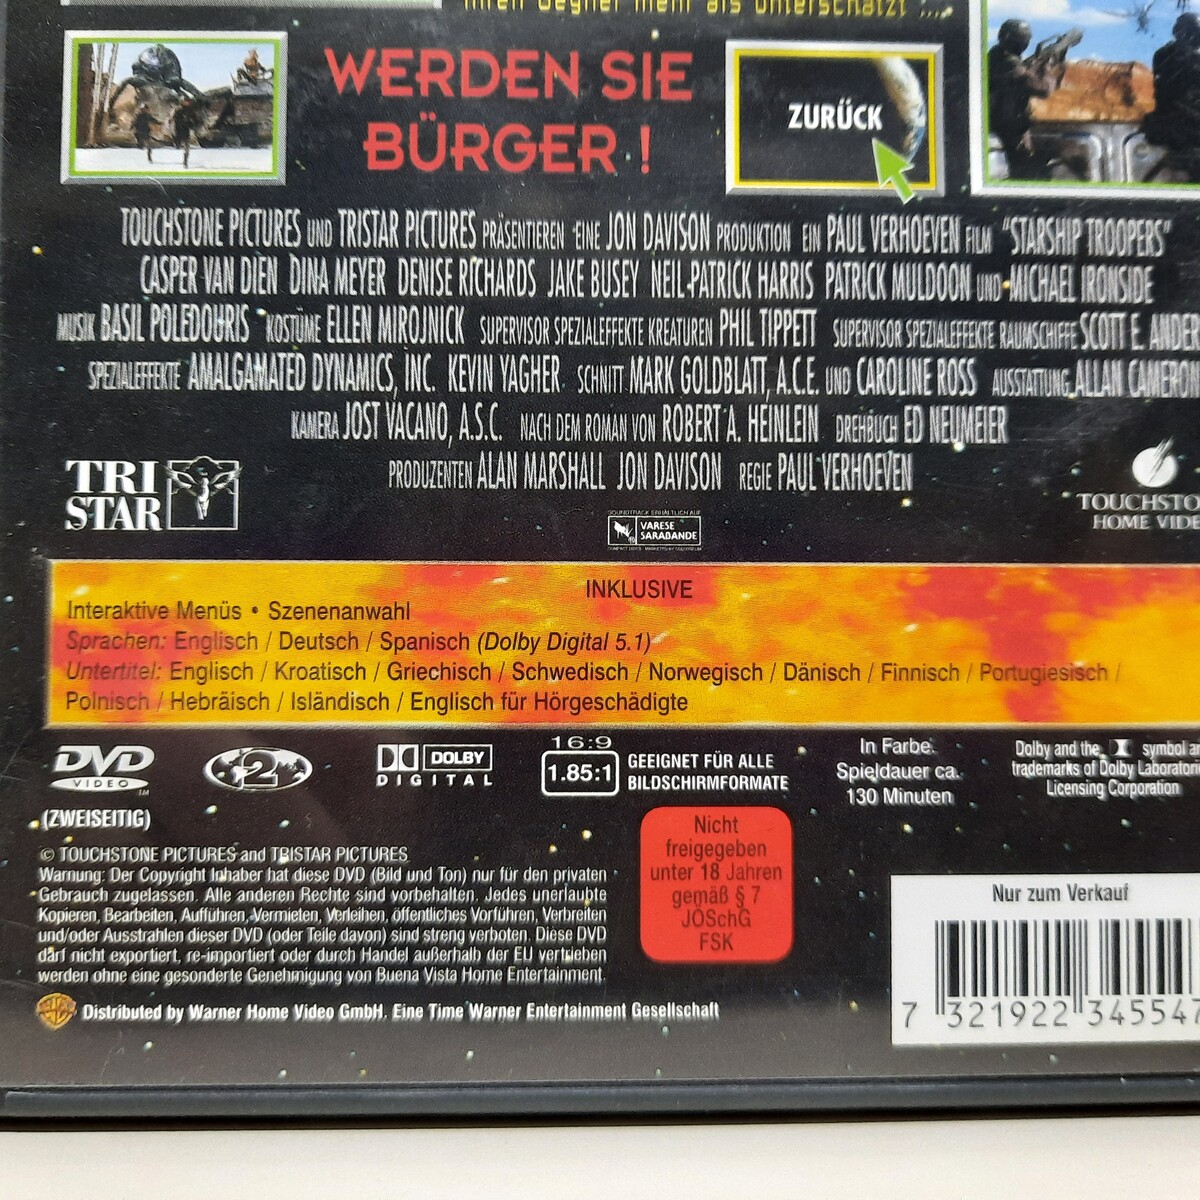 Ihren Gegner mehr als unterschätzt ....
WERDEN SIE
BÜRGER !
ZURÜCK
TOUCHSTONE PICTURES UND TRISTAR PICTURES PRÄSENTIEREN EINE JON DAVISON PRODUKTION EIN PAUL VERHOEVEN FILM "STARSHIP TROOPERS"
CASPER VAN DIEN DINA MEYER DENISE RICHARDS JAKE BUSEY NEIL PATRICK HARRIS PATRICK MULDOON UND MICHAEL IRONSIDE
MUSIK BASIL POLEDOURIS KOSTÜME ELLEN MIROJNICK SUPERVISOR SPEZIALEFFEKTE KREATUREN PHIL TIPPETT SUPERVISOR SPEZIALEFFEKTE RAUMSCHIFFE SCOTT E. ANDER
SPEZIALEFFEKTE AMALGAMATED DYNAMICS, INC. KEVIN YAGHER SCHNITT MARK GOLDBLATT, A.C.E. UND CAROLINE ROSS AUSSTATTUNG ALLAN CAMERON
KAMERA JOST VACANO, A.S.C. NACH DEM ROMAN VON ROBERT A. HEINLEIN DREHBUCH ED NEUMEIER
PRODUZENTEN ALAN MARSHALL JON DAVISON REGIE PAUL VERHOEVEN
TRI
STAR
SOUNDTRACK ERHÄLTLICH AUF
VARESE
SARABANDE
TOUCHSTO
HOME VIDE
INKLUSIVE
Interaktive Menüs • Szenenanwahl
Sprachen: Englisch / Deutsch / Spanisch (Dolby Digital 5.1)
Untertitel: Englisch / Kroatisch / Griechisch / Schwedisch / Norwegisch / Dänisch / Finnisch / Portugiesisch /
Polnisch / Hebräisch / Isländisch / Englisch für Hörgeschädigte
DVD
VIDEO TM
(ZWEISEITIG)
2
DOLBY
DIGITAL
16:9
1.85:1
GEEIGNET FÜR ALLE
BILDSCHIRMFORMATE
In Farbe.
Spieldauer ca.
130 Minuten
Dolby and the symbol ar
trademarks of Dolby Laboratori
Licensing Corporation
© TOUCHSTONE PICTURES and TRISTAR PICTURES
Warnung: Der Copyright Inhaber hat diese DVD (Bild und Ton) nur für den privaten
Gebrauch zugelassen. Alle anderen Rechte sind vorbehalten. Jedes unerlaubte
Kopieren, Bearbeiten, Aufführen, Vermieten, Verleihen, öffentliches Vorführen, Verbreiten
und/oder Ausstrahlen dieser DVD (oder Teile davon) sind streng verboten. Diese DVD
darf nicht exportiert, re-importiert oder durch Handel außerhalb der EU vertrieben
werden ohne eine gesonderte Genehmigung von Buena Vista Home Entertainment.
Nicht
freigegeben
unter 18 Jahren
gemäß § 7
JÖSchG
FSK
Nur zum Verkauf
7 321922 345547
Distributed by Warner Home Video GmbH. Eine Time Warner Entertainment Gesellschaft